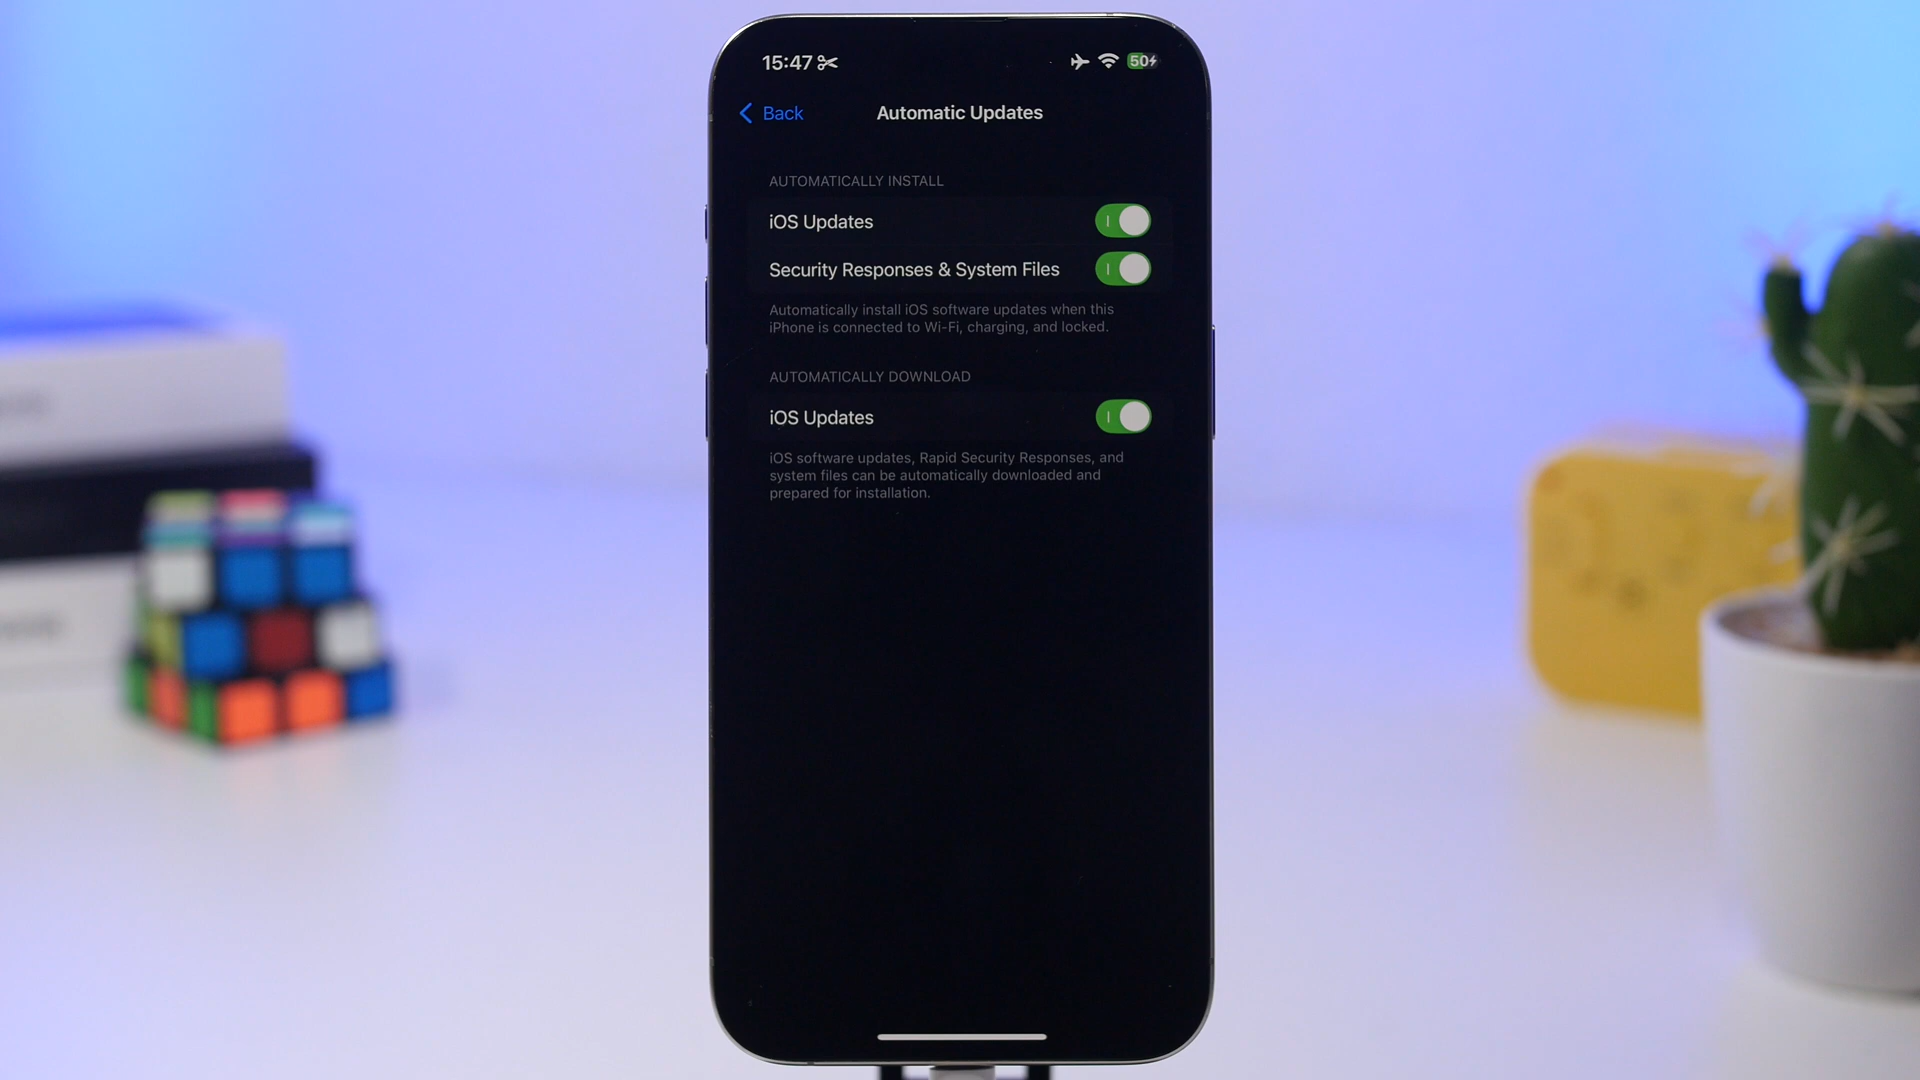 15:47
50
Back
Automatic Updates
AUTOMATICALLY INSTALL
iOS Updates
Security Responses & System Files
Automatically install iOS software updates when this
iPhone is connected to Wi-Fi, charging, and locked.
AUTOMATICALLY DOWNLOAD
iOS Updates
iOS software updates, Rapid Security Responses, and
system files can be automatically downloaded and
prepared for installation.